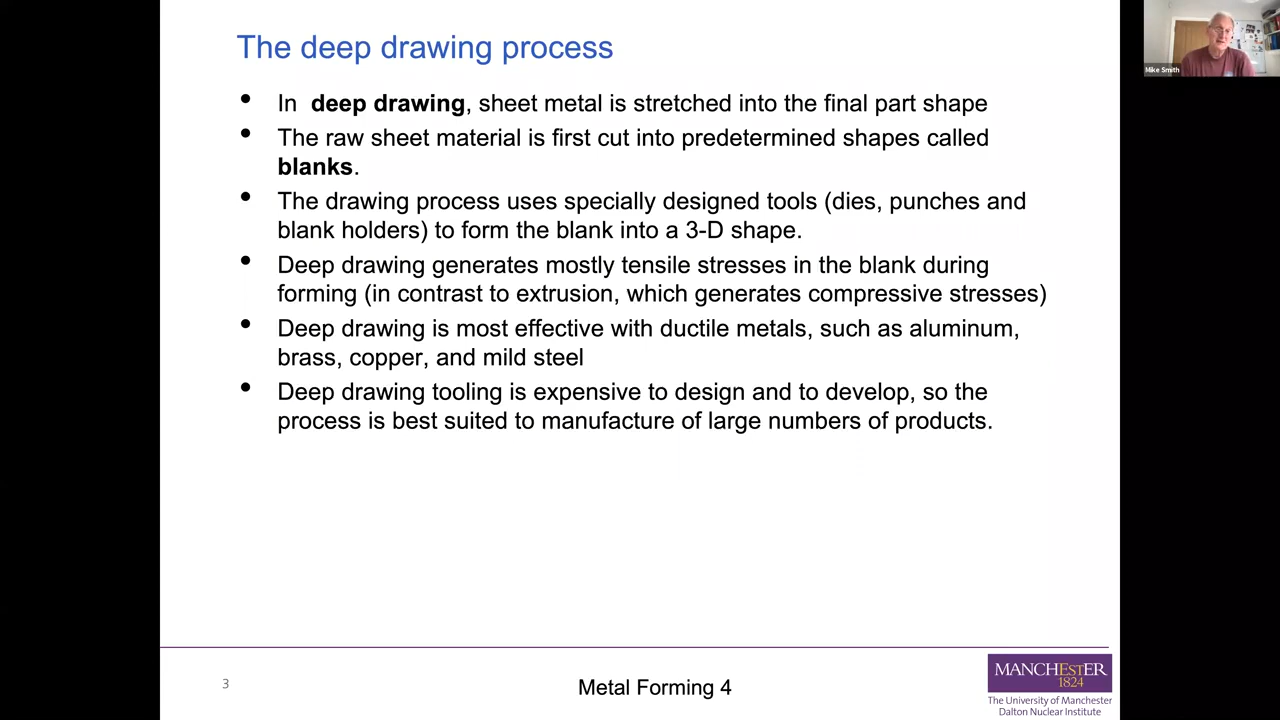 The deep drawing process
• In deep drawing, sheet metal is stretched into the final part shape
• The raw sheet material is first cut into predetermined shapes called
blanks.
• The drawing process uses specially designed tools (dies, punches and
blank holders) to form the blank into a 3-D shape.
• Deep drawing generates mostly tensile stresses in the blank during
forming (in contrast to extrusion, which generates compressive stresses)
• Deep drawing is most effective with ductile metals, such as aluminum,
brass, copper, and mild steel
• Deep drawing tooling is expensive to design and to develop, so the
process is best suited to manufacture of large numbers of products.
3
Metal Forming 4
MANCHESTER
1824
The University of Manchester
Dalton Nuclear Institute
Mike Smith